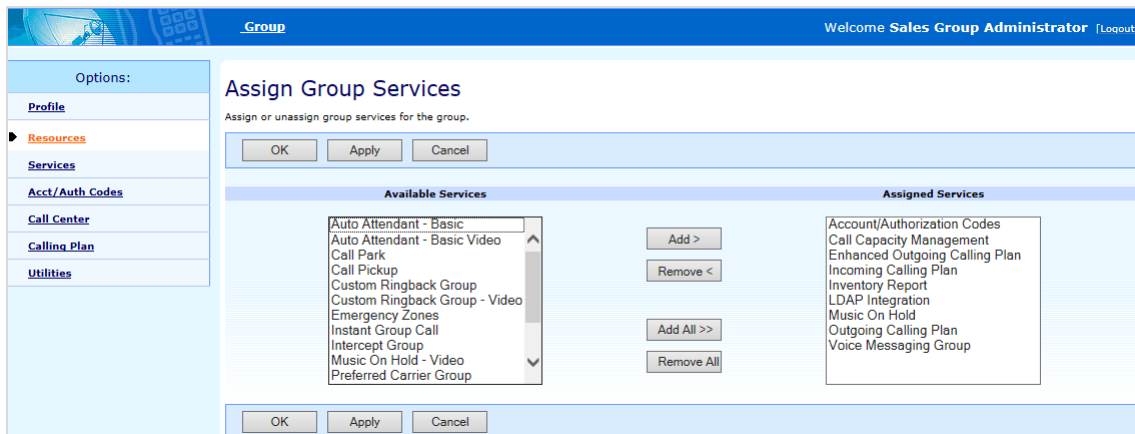 Group
Welcome Sales Group Administrator [Logout
Options:
Profile
Resources
Services
Acct/Auth Codes
Call Center
Calling Plan
Utilities
Assign Group Services
Assign or unassign group services for the group.
OK Apply Cancel
Available Services
Auto Attendant - Basic
Auto Attendant - Basic Video
Call Park
Call Pickup
Custom Ringback Group
Custom Ringback Group - Video
Emergency Zones
Instant Group Call
Intercept Group
Music On Hold - Video
Preferred Carrier Group
Add >
Remove <
Add All >>
Remove All
Assigned Services
Account/Authorization Codes
Call Capacity Management
Enhanced Outgoing Calling Plan
Incoming Calling Plan
Inventory Report
LDAP Integration
Music On Hold
Outgoing Calling Plan
Voice Messaging Group
OK Apply Cancel